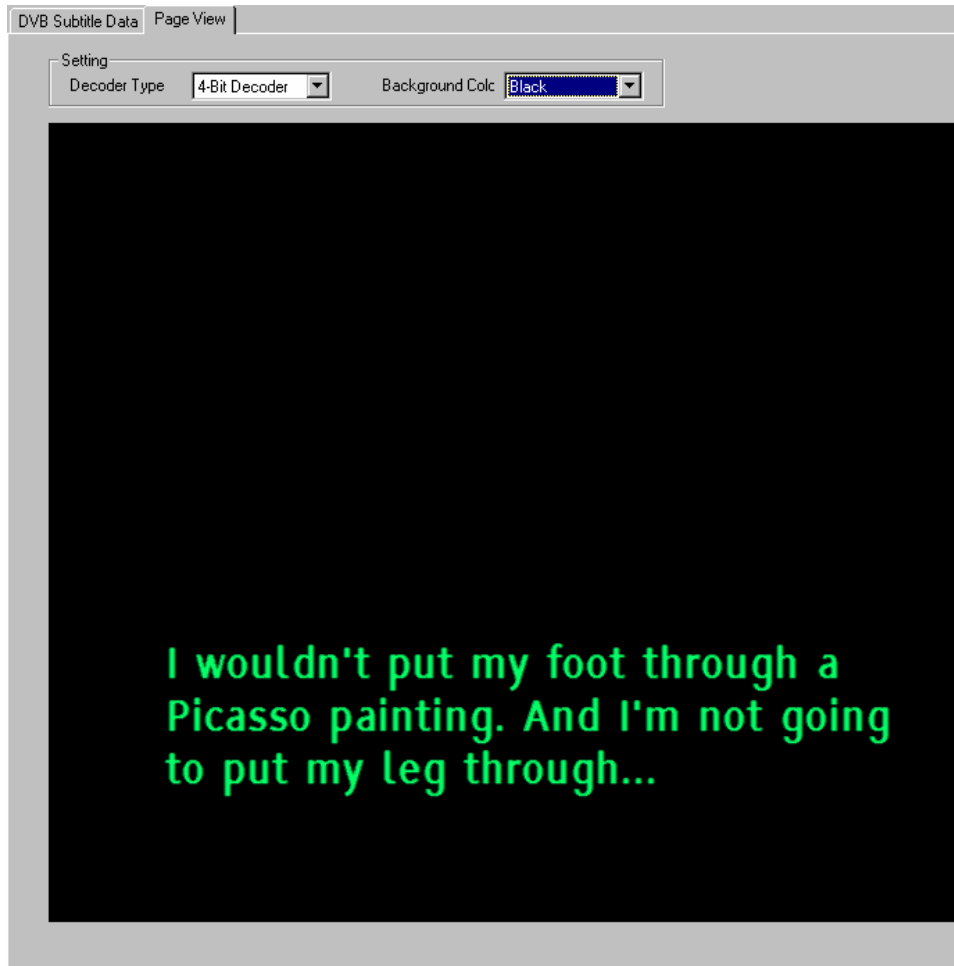 DVB Subtitle Data Page View
Setting
Decoder Type 4-Bit Decoder Background Colc Black
I wouldn't put my foot through a
Picasso painting. And I'm not going
to put my leg through...